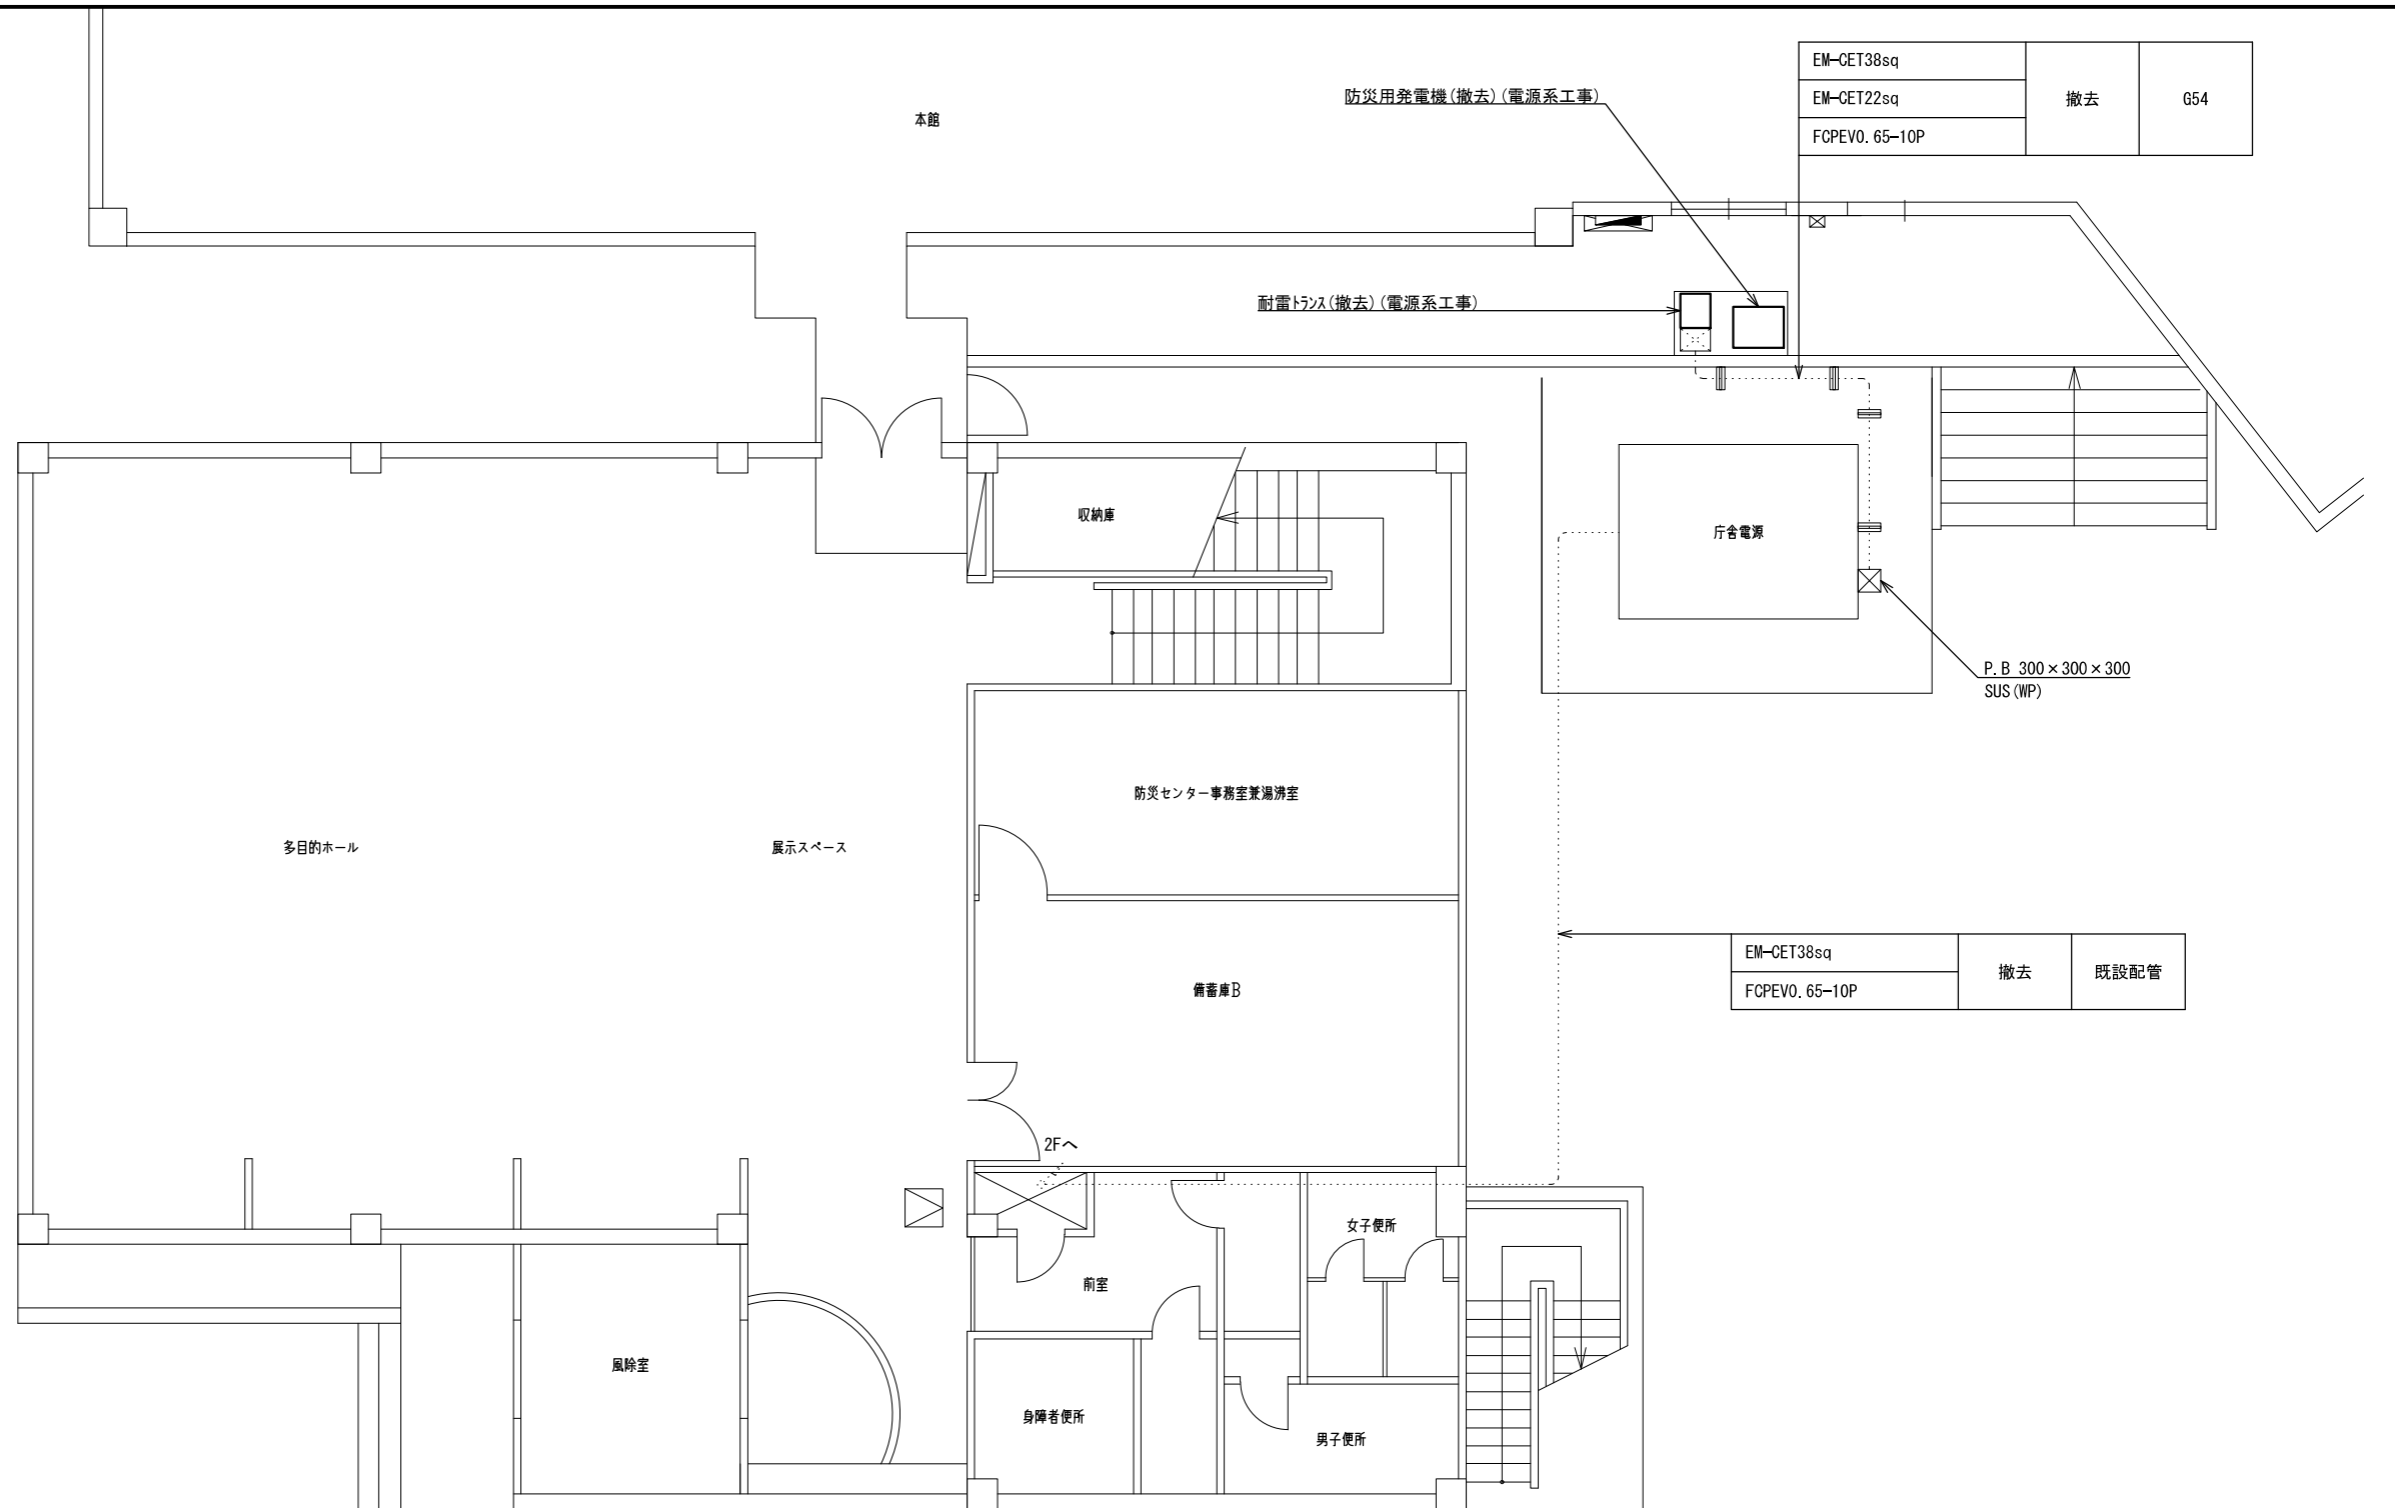 EM-CET38sq
EM-CET22sq
FCPEV0.65-10P
撤去
G54
防災用発電機(撤去)(電源系工事)
本館
耐雷トランス(撤去)(電源系工事)
収納庫
庁舎電源
P.B 300×300×300
SUS(WP)
防災センター事務室兼湯沸室
多目的ホール
展示スペース
EM-CET38sq
FCPEV0.65-10P
撤去
既設配管
備蓄庫B
2Fへ
女子便所
前室
風除室
身障者便所
男子便所